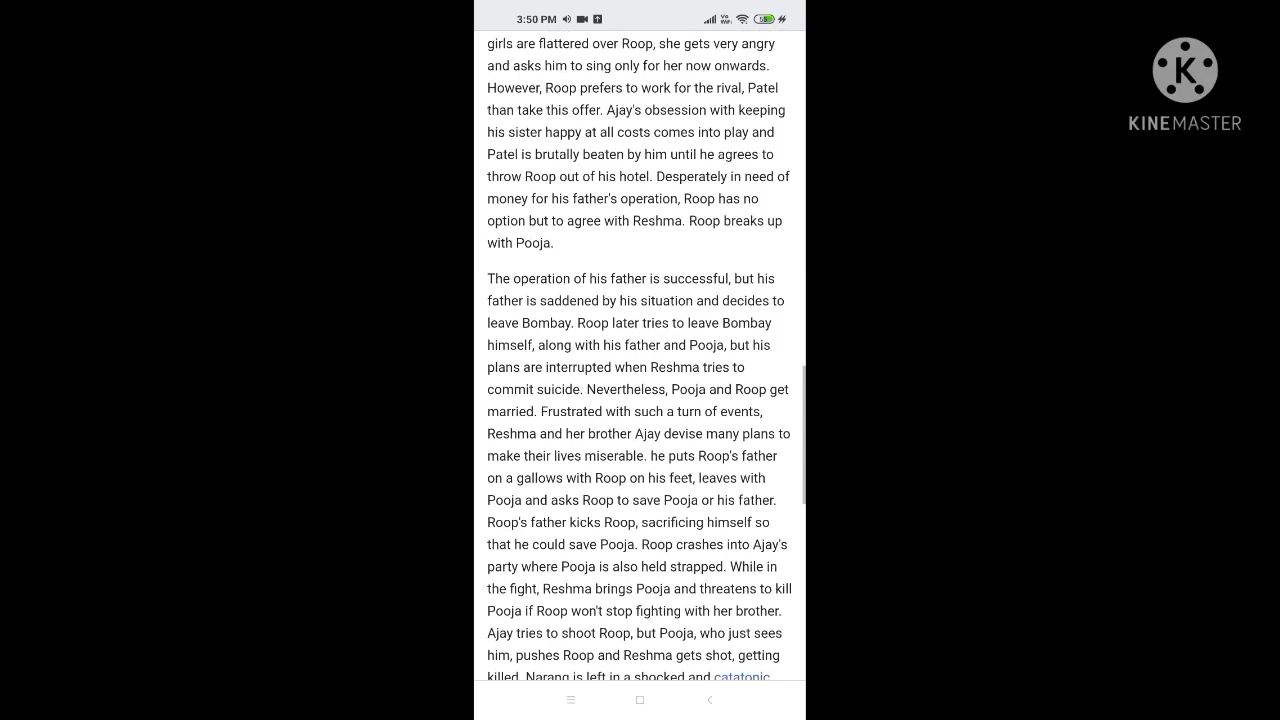 3:50 PM
Vo
WiFi
girls are flattered over Roop, she gets very angry
and asks him to sing only for her now onwards.
However, Roop prefers to work for the rival, Patel
than take this offer. Ajay's obsession with keeping
his sister happy at all costs comes into play and
Patel is brutally beaten by him until he agrees to
throw Roop out of his hotel. Desperately in need of
money for his father's operation, Roop has no
option but to agree with Reshma. Roop breaks up
with Pooja.
The operation of his father is successful, but his
father is saddened by his situation and decides to
leave Bombay. Roop later tries to leave Bombay
himself, along with his father and Pooja, but his
plans are interrupted when Reshma tries to
commit suicide. Nevertheless, Pooja and Roop get
married. Frustrated with such a turn of events,
Reshma and her brother Ajay devise many plans to
make their lives miserable. he puts Roop's father
on a gallows with Roop on his feet, leaves with
Pooja and asks Roop to save Pooja or his father.
Roop's father kicks Roop, sacrificing himself so
that he could save Pooja. Roop crashes into Ajay's
party where Pooja is also held strapped. While in
the fight, Reshma brings Pooja and threatens to kill
Pooja if Roop won't stop fighting with her brother.
Ajay tries to shoot Roop, but Pooja, who just sees
him, pushes Roop and Reshma gets shot, getting
killed. Narang is left in a shocked and catatonic
K
KINEMASTER